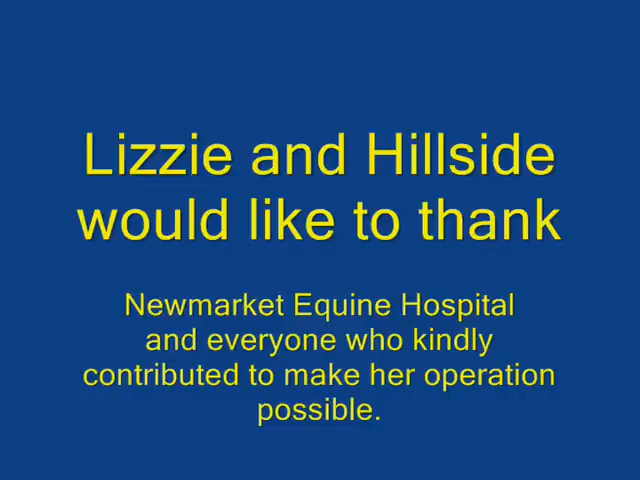 Lizzie and Hillside
would like to thank
Newmarket Equine Hospital
and everyone who kindly
contributed to make her operation
possible.